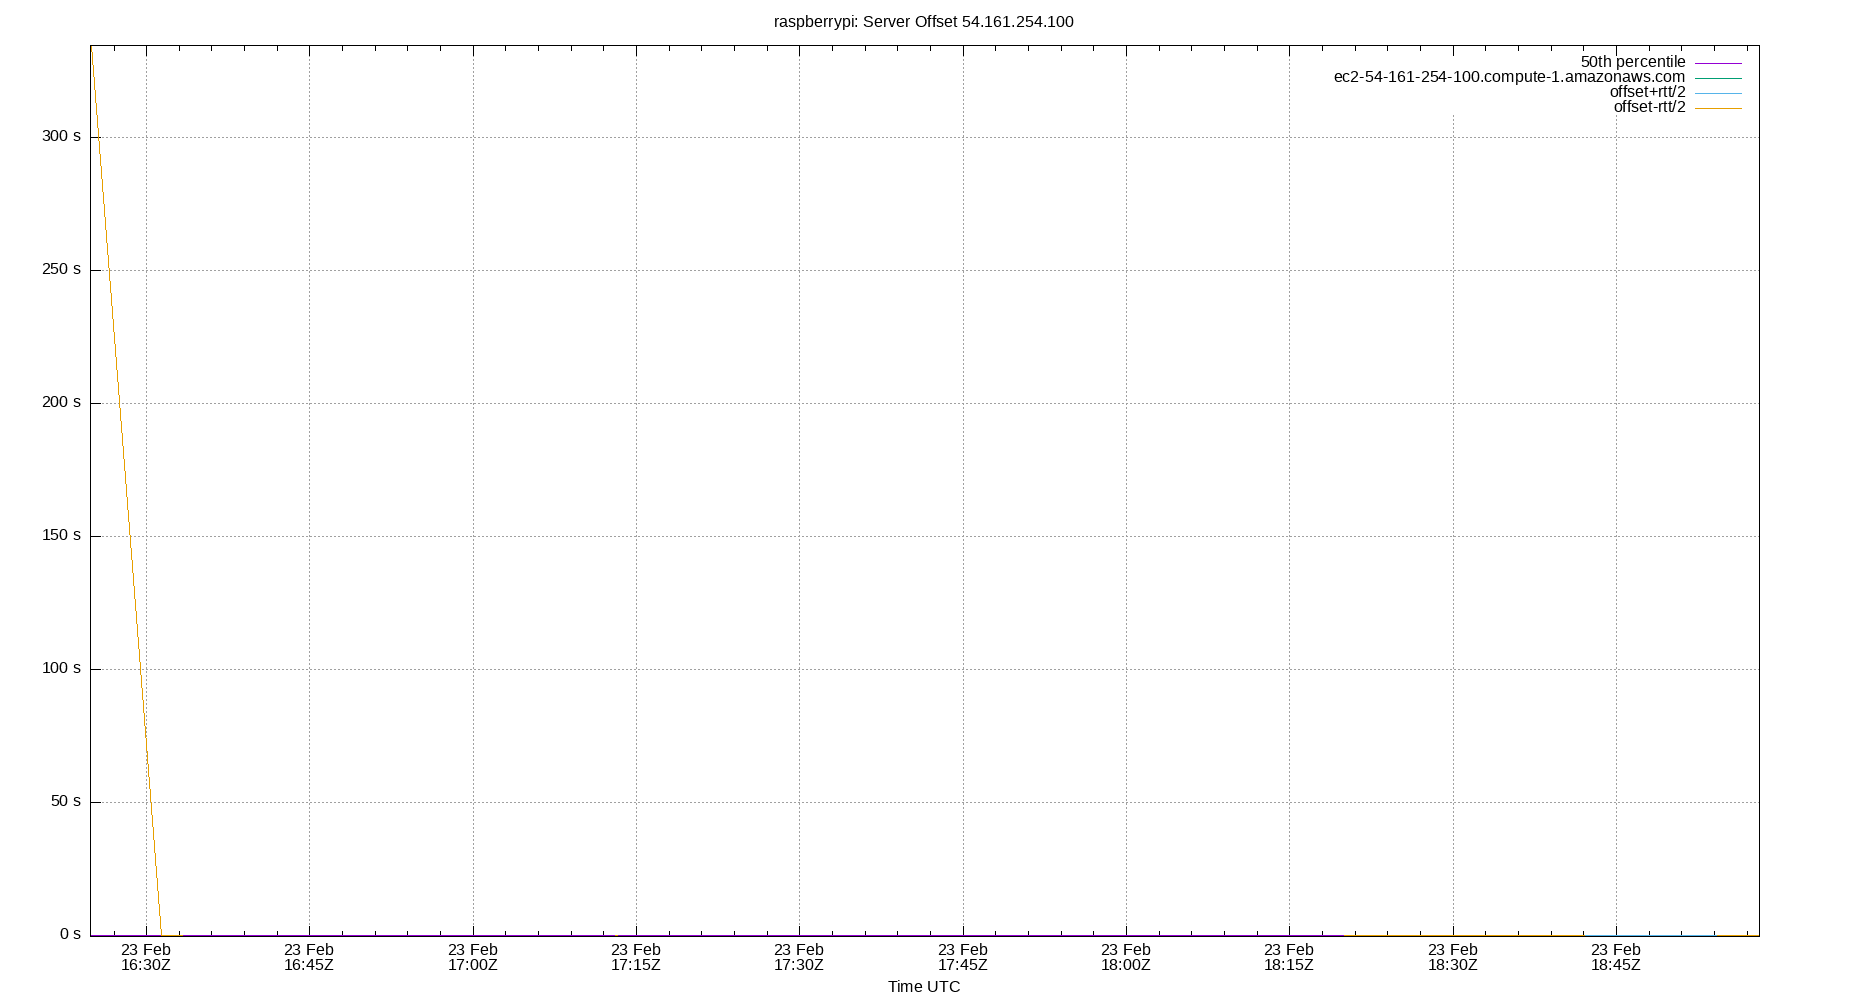 raspberrypi: Server Offset 54.161.254.100
50th percentile
ec2-54-161-254-100.compute-1.amazonaws.com
offset+rtt/2
offset-rtt/2
300 s
250 s
200 s
150 s
100 s
50 s
0 s
23 Feb 23 Feb 23 Feb 23 Feb 23 Feb 23 Feb 23 Feb 23 Feb 23 Feb 23 Feb
16:30Z 16:45Z 17:00Z 17:15Z 17:30Z 17:45Z 18:00Z 18:15Z 18:30Z 18:45Z
Time UTC